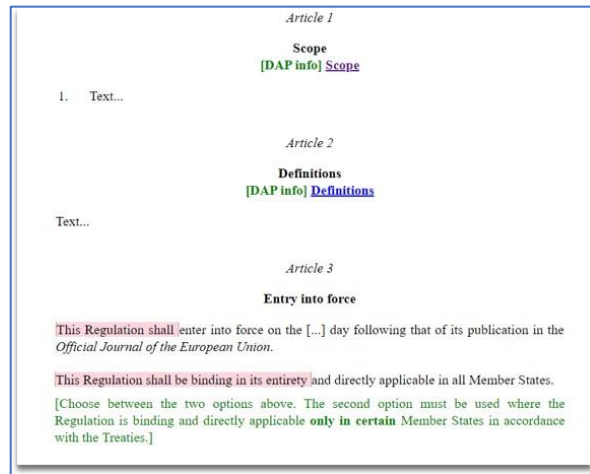 Article 1
Scope
[DAP info] Scope
1. Text...
Article 2
Definitions
[DAP info] Definitions
Text...
Article 3
Entry into force
This Regulation shall enter into force on the [...] day following that of its publication in the
Official Journal of the European Union.
This Regulation shall be binding in its entirety and directly applicable in all Member States.
[Choose between the two options above. The second option must be used where the
Regulation is binding and directly applicable only in certain Member States in accordance
with the Treaties.]